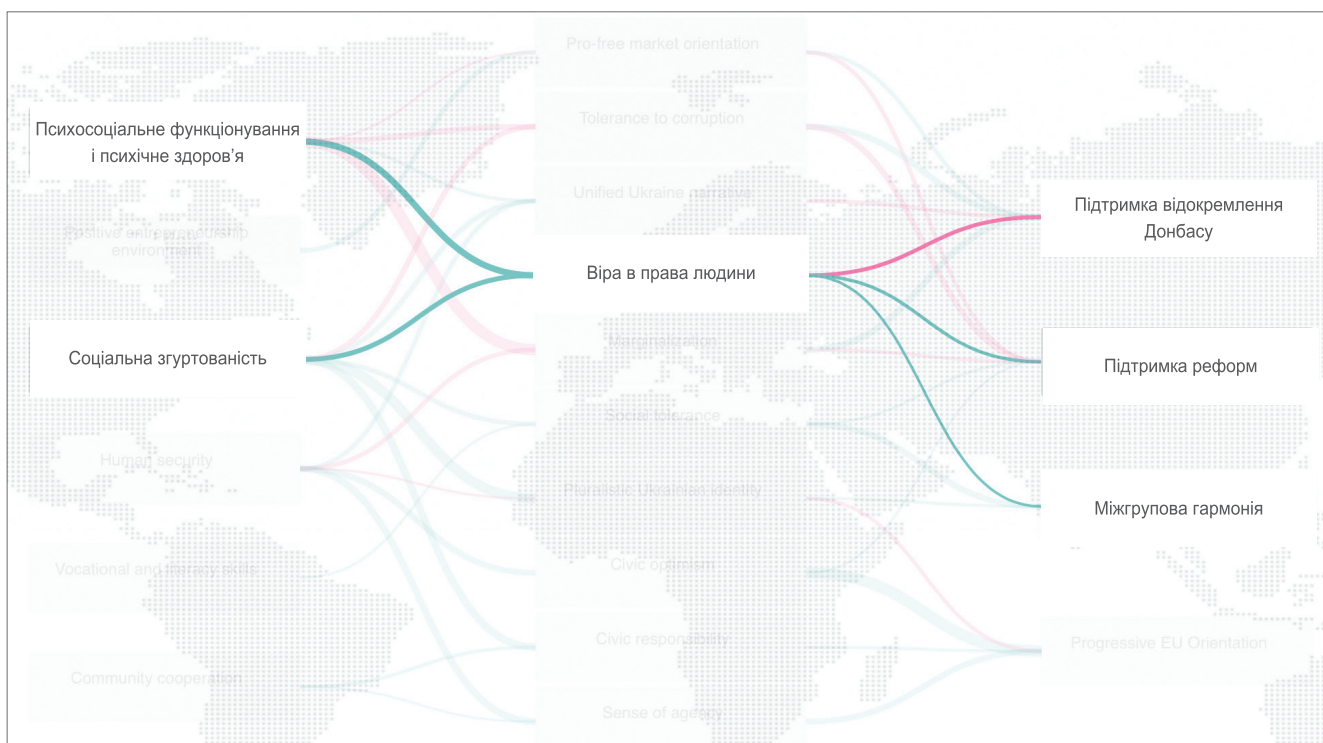 Pro-free market orientation
Tolerance to corruption
Unified Ukraine narrative
Психосоціальне функціонування
і психічне здоров’я
Positive entrepreneurship
environment
Соціальна згуртованість
Human security
Vocational and literacy skills
Community cooperation
Віра в права людини
Marginalization
Social tolerance
Pluralistic Ukrainian identity
Civic optimism
Civic responsibility
Sense of agency
Підтримка відокремлення
Донбасу
Підтримка реформ
Міжгрупова гармонія
Progressive EU Orientation